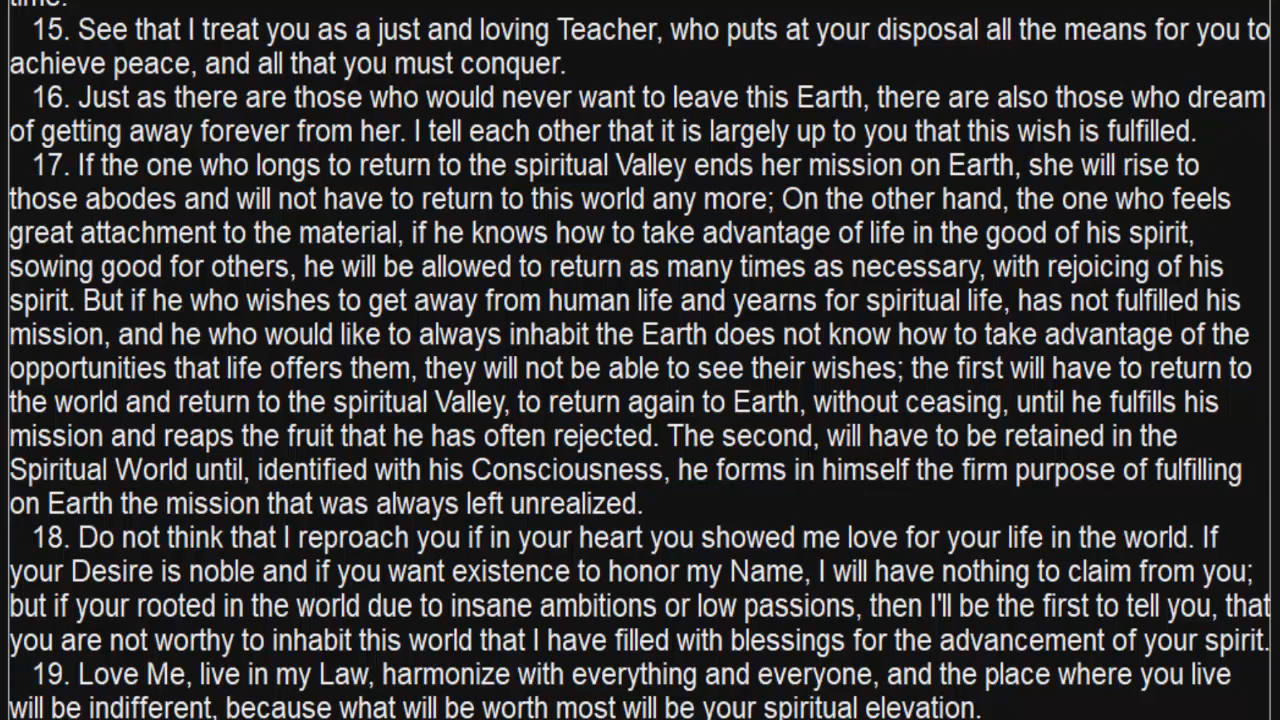 time.
15. See that I treat you as a just and loving Teacher, who puts at your disposal all the means for you to
achieve peace, and all that you must conquer.
16. Just as there are those who would never want to leave this Earth, there are also those who dream
of getting away forever from her. I tell each other that it is largely up to you that this wish is fulfilled.
17. If the one who longs to return to the spiritual Valley ends her mission on Earth, she will rise to
those abodes and will not have to return to this world any more; On the other hand, the one who feels
great attachment to the material, if he knows how to take advantage of life in the good of his spirit,
sowing good for others, he will be allowed to return as many times as necessary, with rejoicing of his
spirit. But if he who wishes to get away from human life and yearns for spiritual life, has not fulfilled his
mission, and he who would like to always inhabit the Earth does not know how to take advantage of the
opportunities that life offers them, they will not be able to see their wishes; the first will have to return to
the world and return to the spiritual Valley, to return again to Earth, without ceasing, until he fulfills his
mission and reaps the fruit that he has often rejected. The second, will have to be retained in the
Spiritual World until, identified with his Consciousness, he forms in himself the firm purpose of fulfilling
on Earth the mission that was always left unrealized.
18. Do not think that I reproach you if in your heart you showed me love for your life in the world. If
your Desire is noble and if you want existence to honor my Name, I will have nothing to claim from you;
but if your rooted in the world due to insane ambitions or low passions, then I'll be the first to tell you, that
you are not worthy to inhabit this world that I have filled with blessings for the advancement of your spirit.
19. Love Me, live in my Law, harmonize with everything and everyone, and the place where you live
will be indifferent, because what will be worth most will be your spiritual elevation.